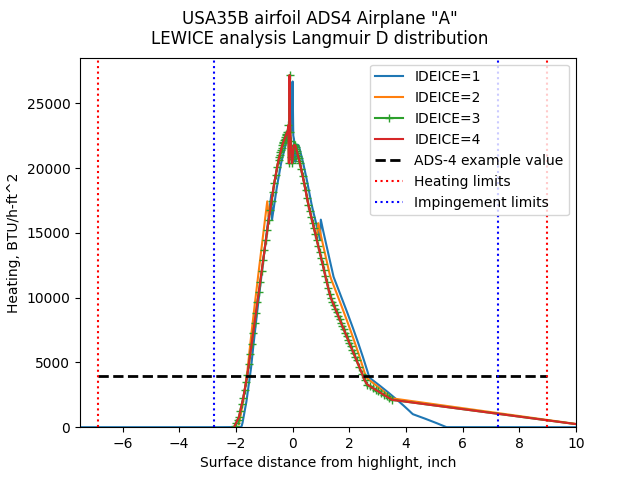 USA35B airfoil ADS4 Airplane "A"
LEWICE analysis Langmuir D distribution
Heating, BTU/h-ft^2
25000
20000
15000
10000
5000
0
IDEICE=1
IDEICE=2
IDEICE=3
IDEICE=4
ADS-4 example value
Heating limits
Impingement limits
−6 −4 −2 0 2 4 6 8 10
Surface distance from highlight, inch